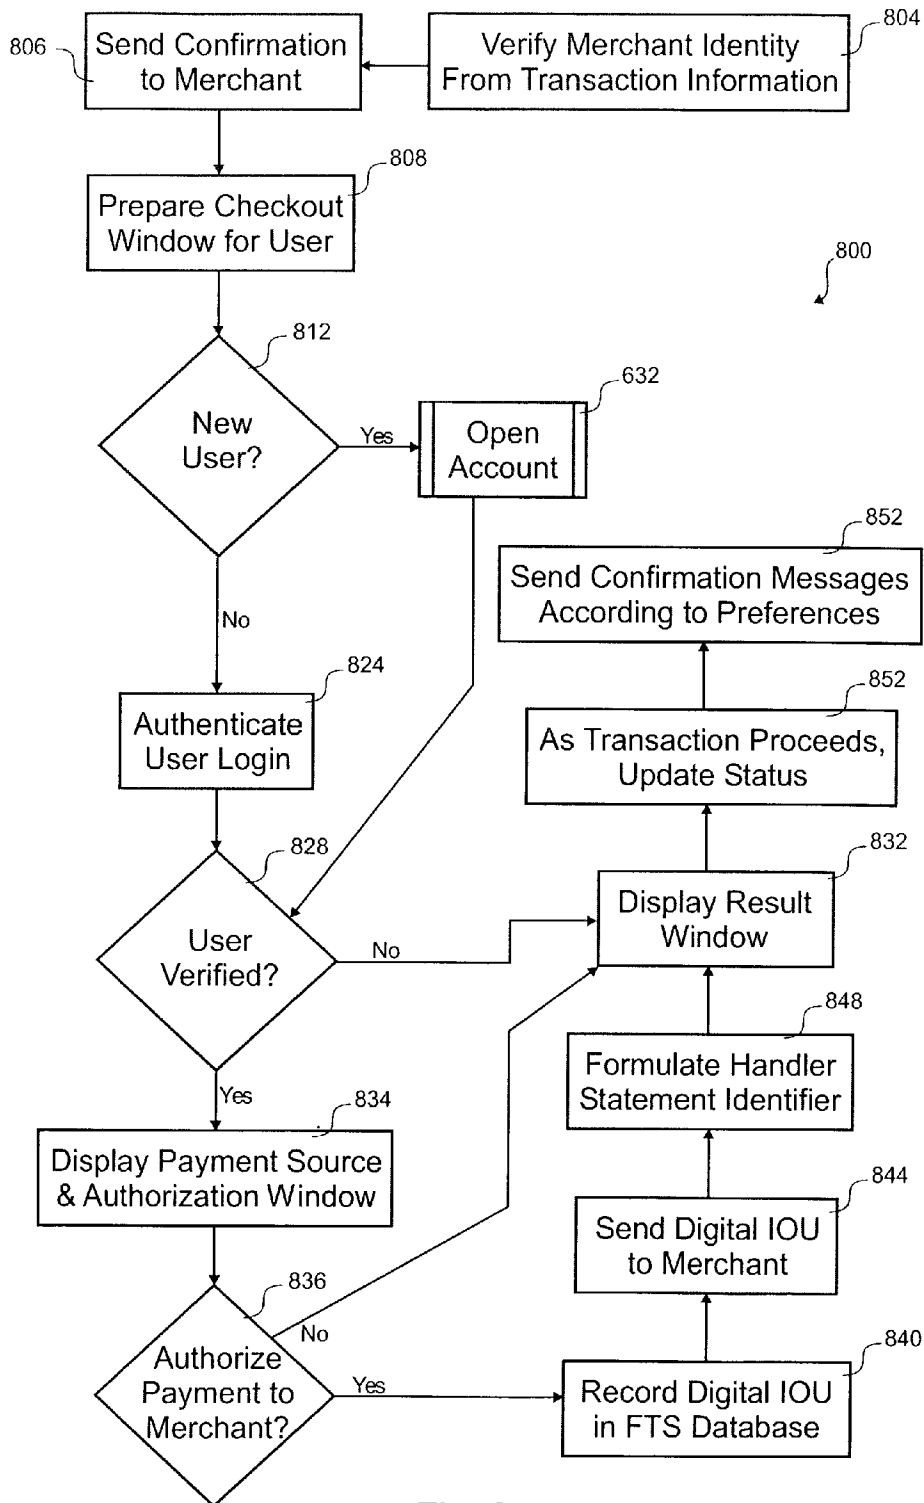 806
Send Confirmation
to Merchant
804
Verify Merchant Identity
From Transaction Information
808
Prepare Checkout
Window for User
800
812
New
User?
Yes
632
Open
Account
No
852
Send Confirmation Messages
According to Preferences
824
Authenticate
User Login
852
As Transaction Proceeds,
Update Status
828
User
Verified?
No
832
Display Result
Window
Yes
848
Formulate Handler
Statement Identifier
834
Display Payment Source
& Authorization Window
844
Send Digital IOU
to Merchant
836
Authorize
Payment to
Merchant?
No
Yes
840
Record Digital IOU
in FTS Database